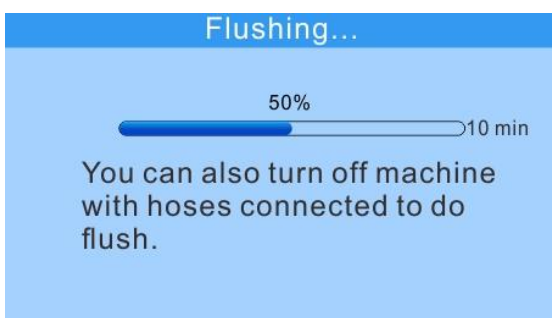 Flushing...
50%
10 min
You can also turn off machine
with hoses connected to do
flush.